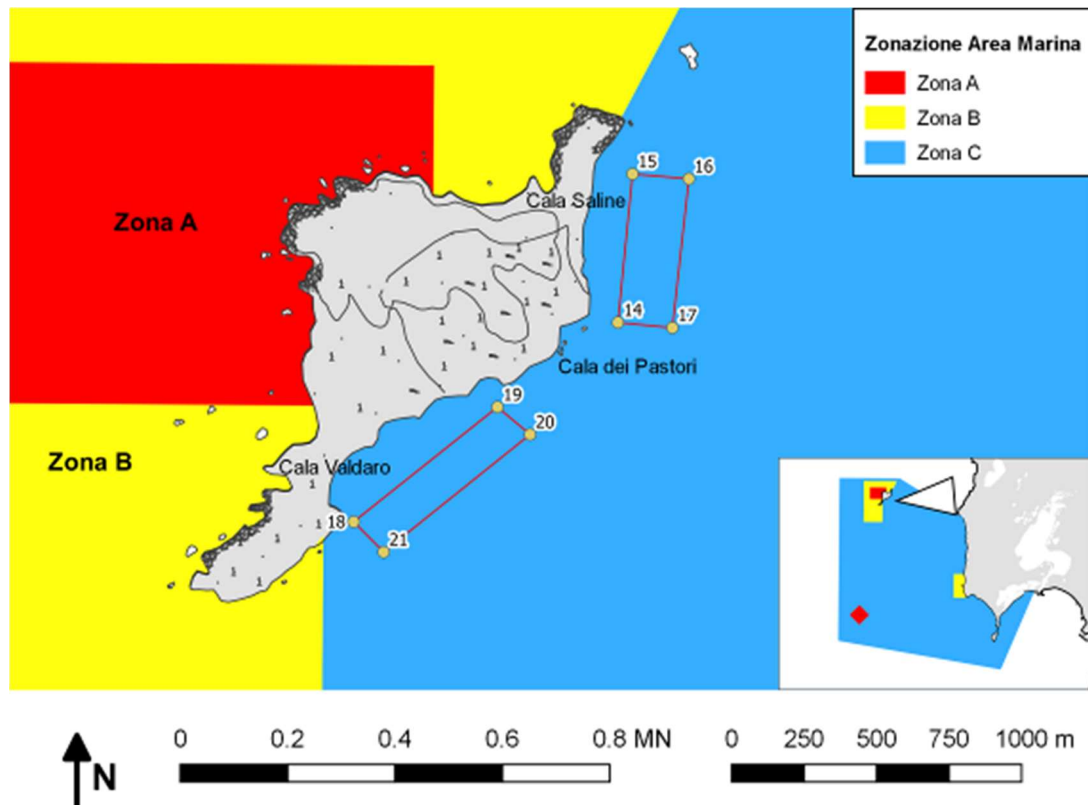 Zonazione Area Marina
Zona A
Zona B
Zona C
15
16
Cala Saline
Zona A
14
17
Cala dei Pastori
19
20
Zona B
Cala Valdaro
18
21
0 0.2 0.4 0.6 0.8 MN
0 250 500 750 1000 m
N